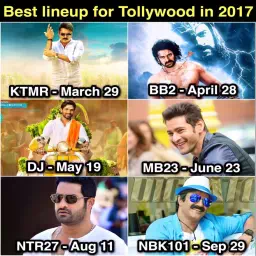 Best lineup for Tollywood in 2017
KTMR - March 29
BB2 - April 28
DJ - May 19
MB23 - June 23
NTR27 - Aug 11
NBK101 - Sep 29